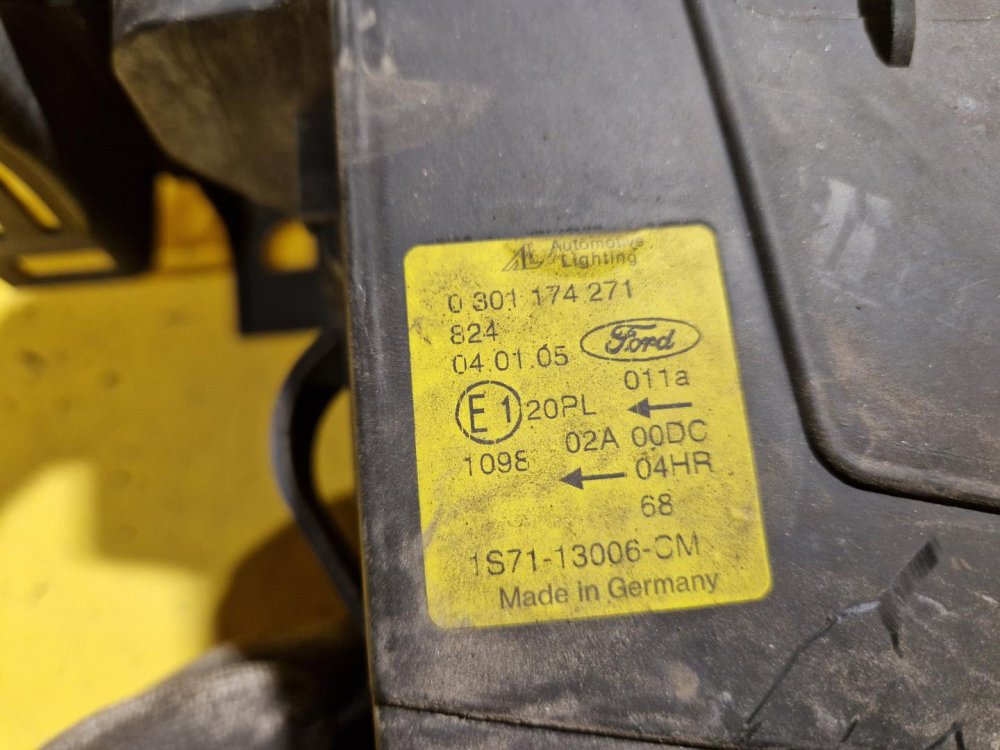 AL Automotive
Lighting
0 301 174 271
824
04.01.05
Ford
011a
E1 20PL ←
02A 00DC
1098 ← 04HR
68
1S71-13006-CM
Made in Germany